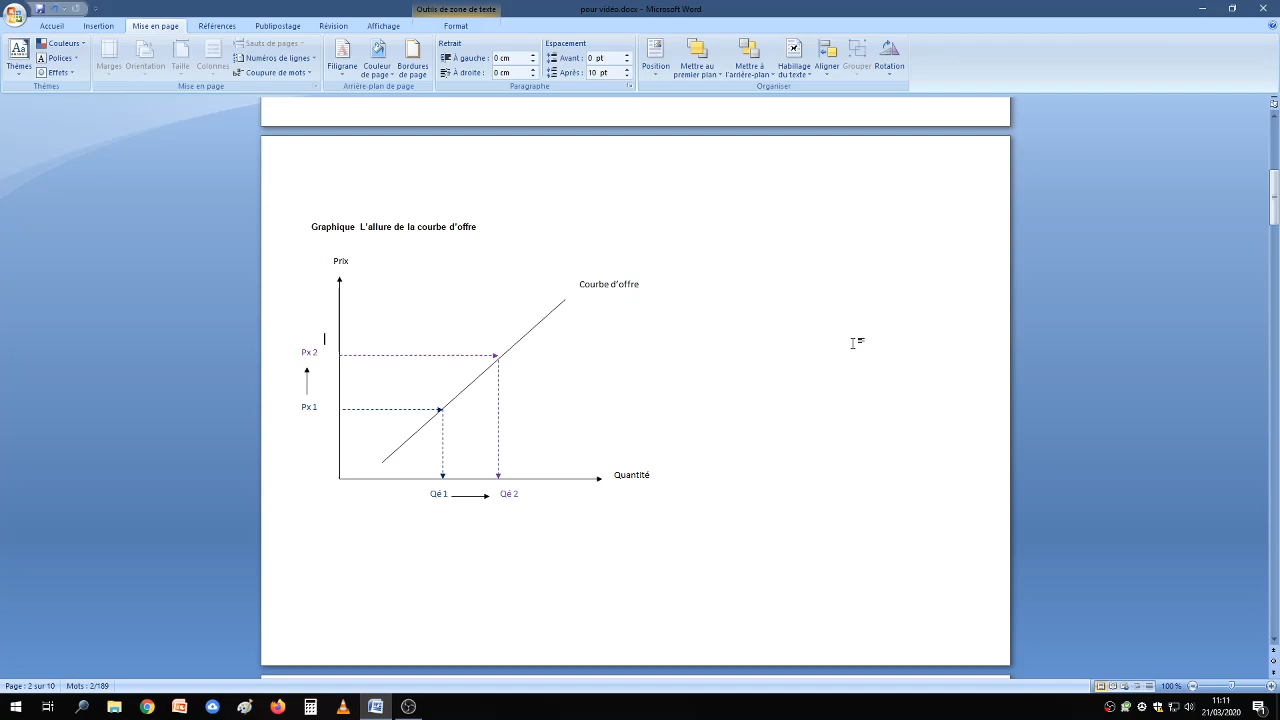 Outils de zone de texte
pour vidéo.docx - Microsoft Word
Accueil Insertion Mise en page Références Publipostage Révision Affichage Format
Thèmes
Couleurs
Polices
Effets
Thèmes
Marges
Orientation
Taille
Colonnes
Sauts de pages
Numéros de lignes
Coupure de mots
Mise en page
Filigrane
Couleur
de page
Bordures
de page
Arrière-plan de page
Retrait
À gauche : 0 cm
À droite : 0 cm
Espacement
Avant : 0 pt
Après : 10 pt
Paragraphe
Position
Mettre au
premier plan
Mettre à
l'arrière-plan
Habillage
du texte
Aligner
Grouper
Rotation
Organiser
Graphique L'allure de la courbe d'offre
Prix
Courbe d'offre
Px 2
Px 1
Quantité
Qé 1
Qé 2
Page : 2 sur 10 Mots : 2/189
100 %
11:11
21/03/2020